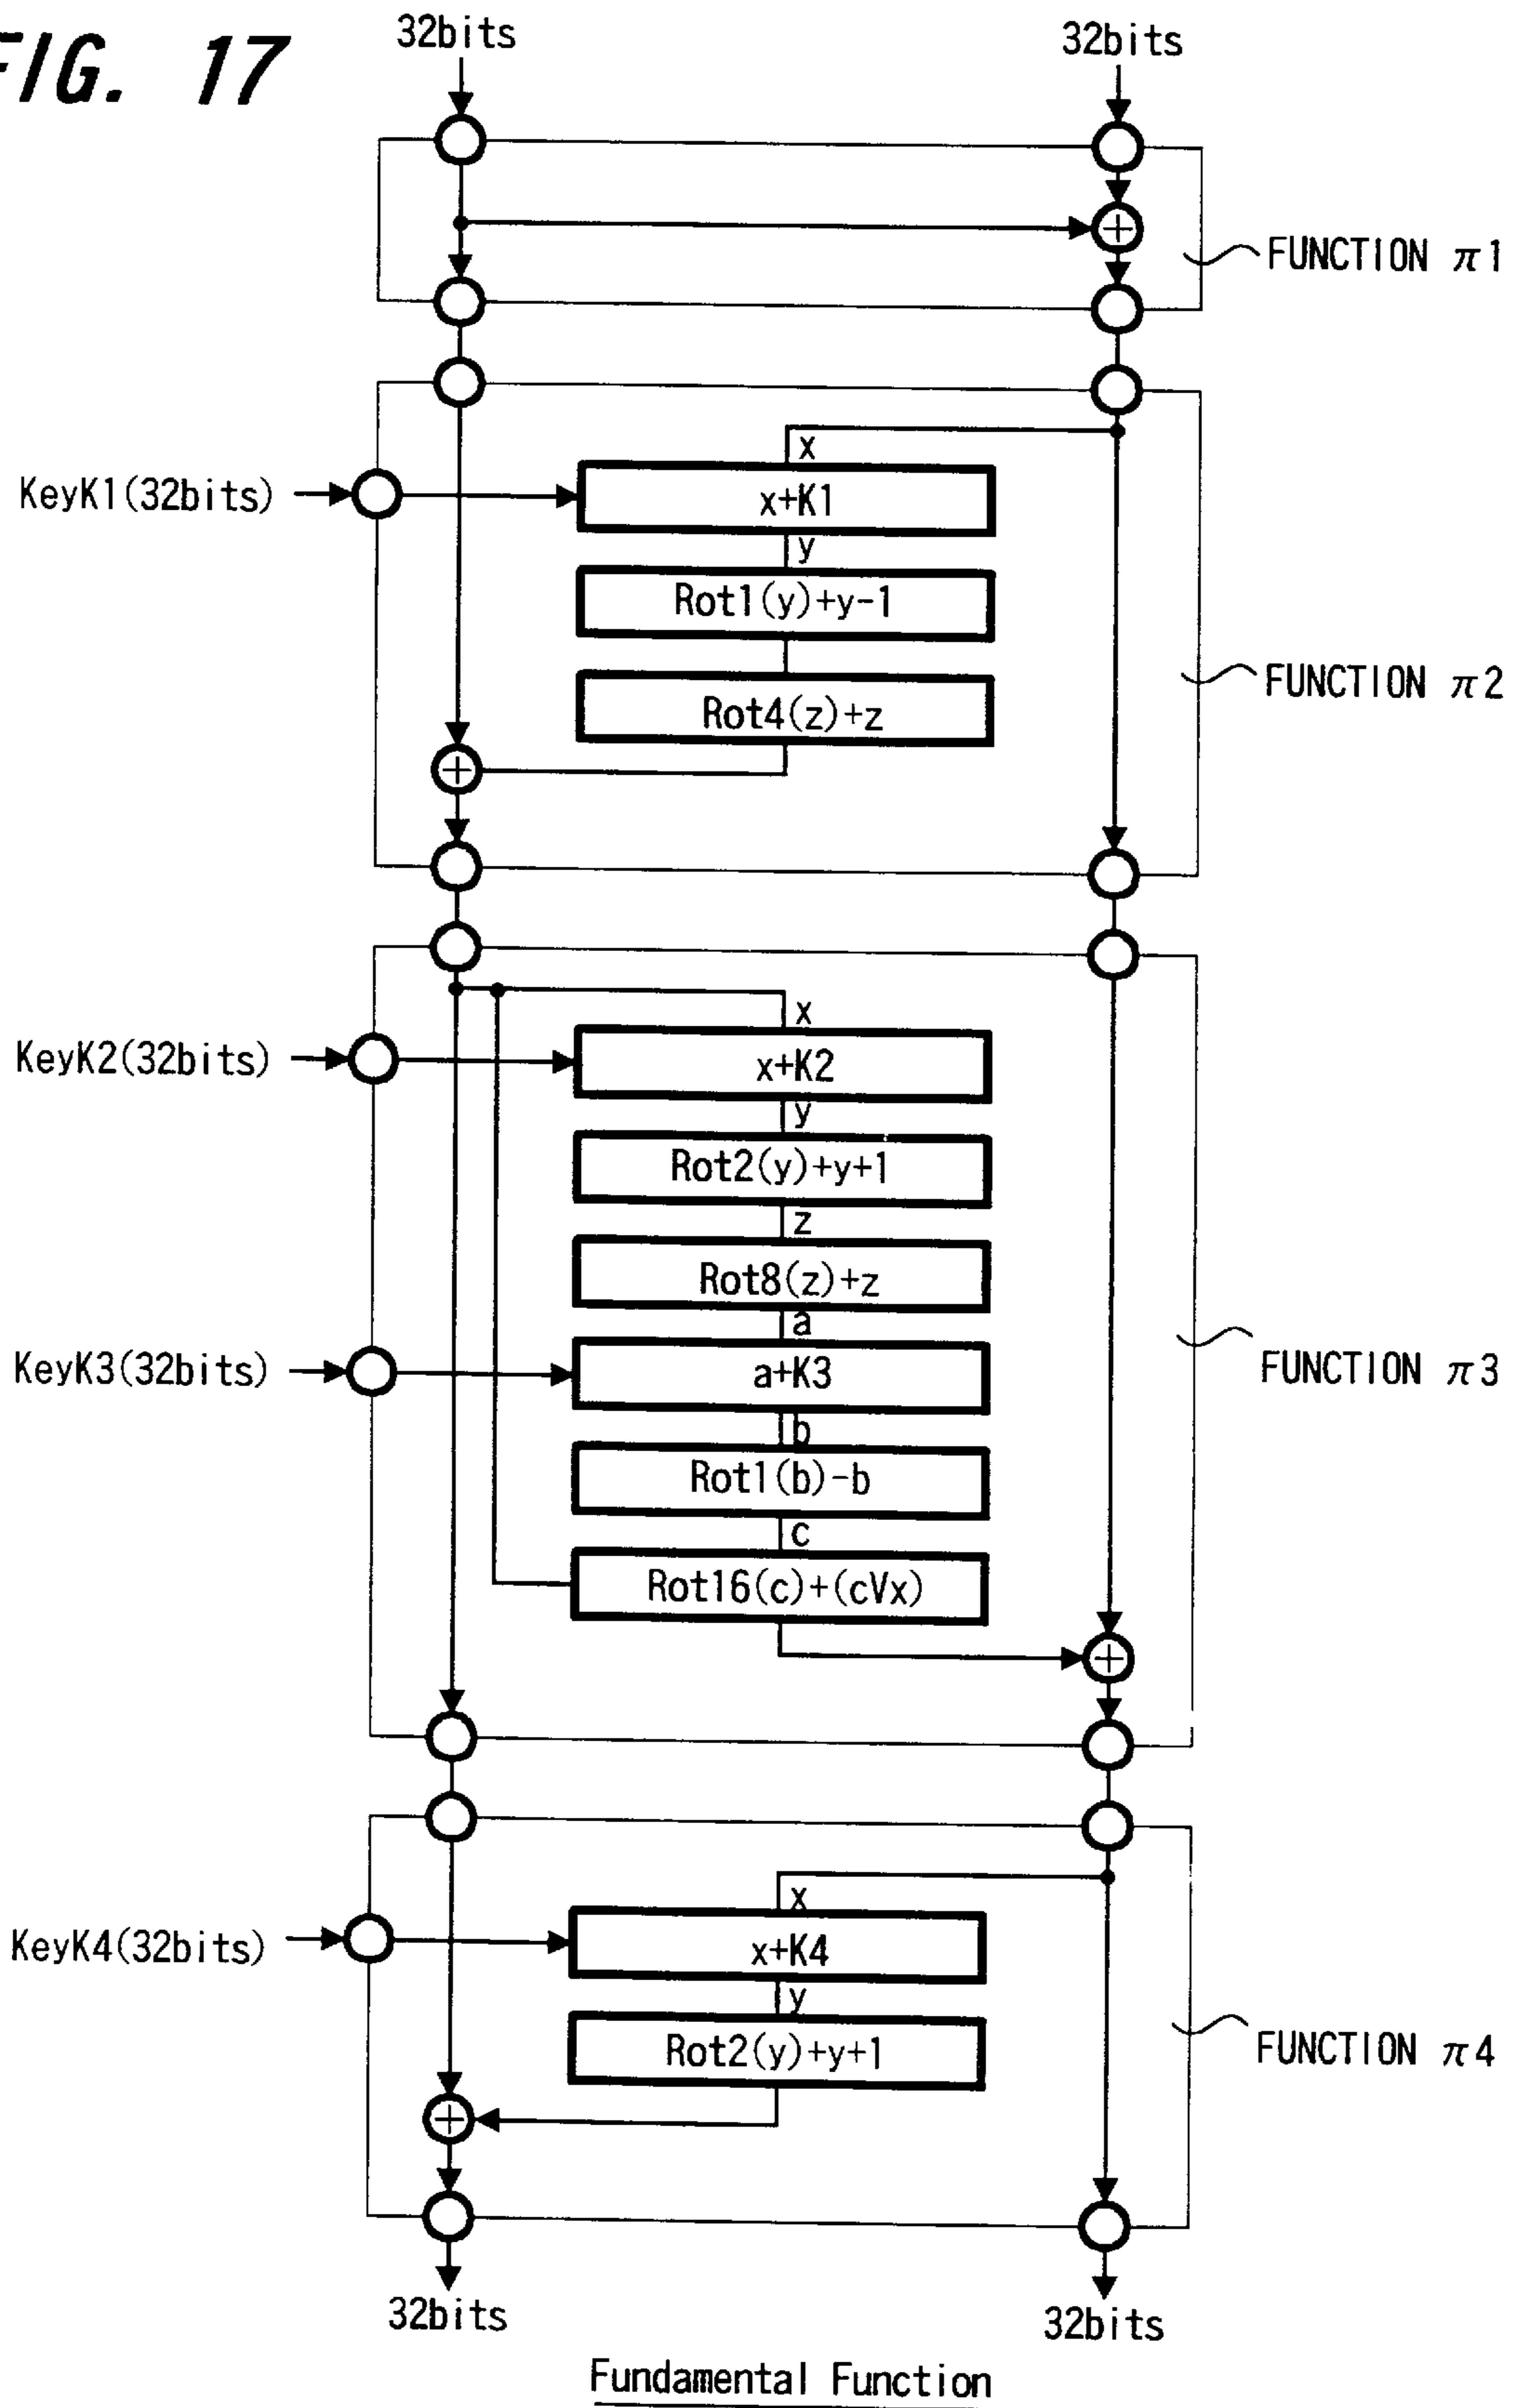 FIG. 17
32bits
32bits
FUNCTION π1
x
KeyK1(32bits)
x+K1
y
Rot1(y)+y-1
FUNCTION π2
Rot4(z)+z
x
KeyK2(32bits)
x+K2
y
Rot2(y)+y+1
z
Rot8(z)+z
a
KeyK3(32bits)
a+K3
FUNCTION π3
b
Rot1(b)-b
c
Rot16(c)+(cVx)
x
KeyK4(32bits)
x+K4
y
Rot2(y)+y+1
FUNCTION π4
32bits
32bits
Fundamental Function